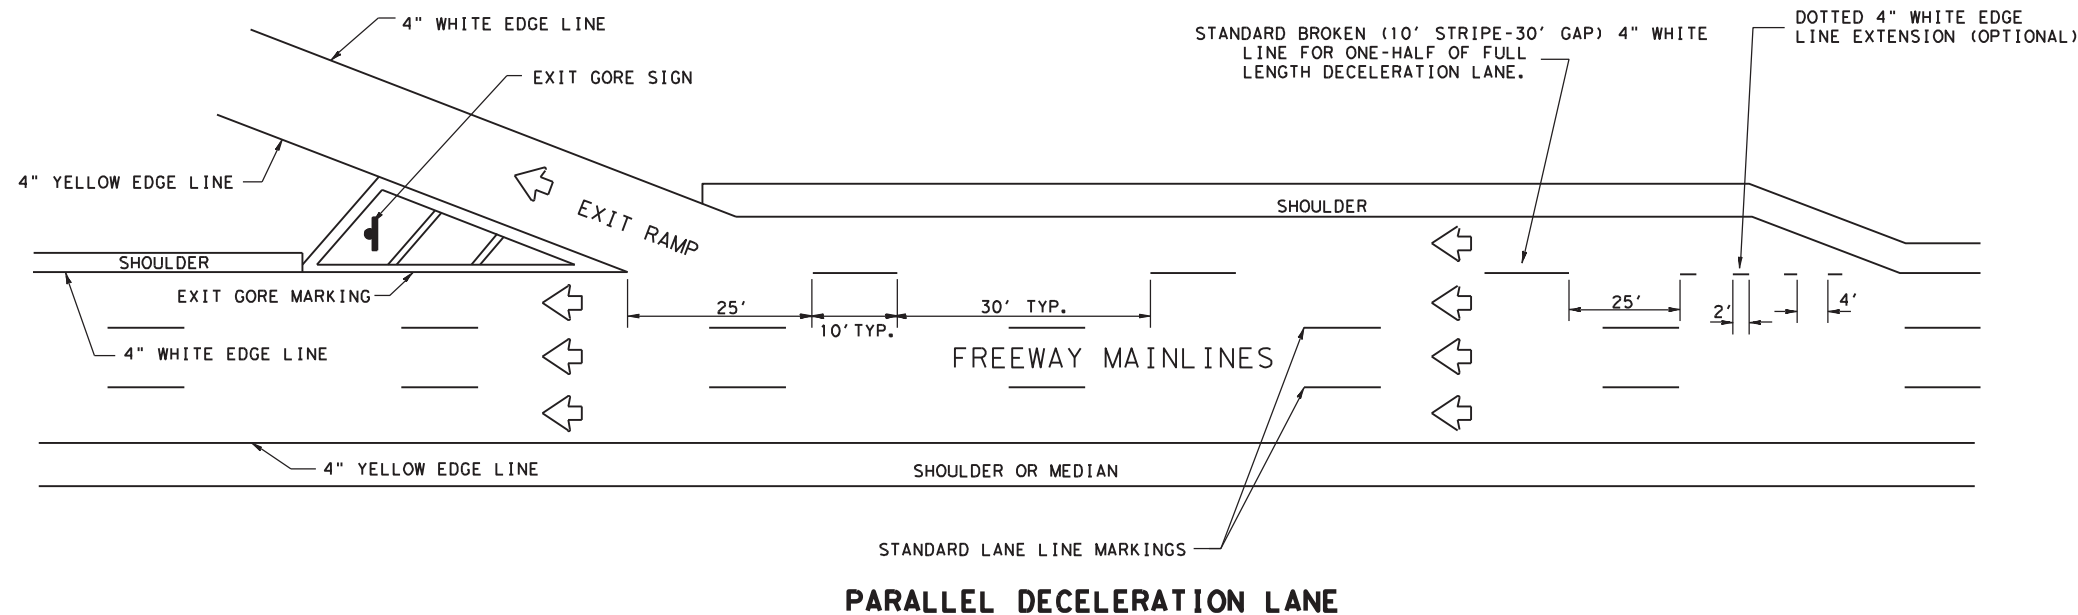 4" WHITE EDGE LINE
EXIT GORE SIGN
STANDARD BROKEN (10' STRIPE-30' GAP) 4" WHITE
LINE FOR ONE-HALF OF FULL
LENGTH DECELERATION LANE.
DOTTED 4" WHITE EDGE
LINE EXTENSION (OPTIONAL)
4" YELLOW EDGE LINE
EXIT RAMP
SHOULDER
SHOULDER
EXIT GORE MARKING
25'
10' TYP.
30' TYP.
25'
2'
4'
4" WHITE EDGE LINE
FREEWAY MAINLINES
4" YELLOW EDGE LINE
SHOULDER OR MEDIAN
STANDARD LANE LINE MARKINGS
PARALLEL DECELERATION LANE